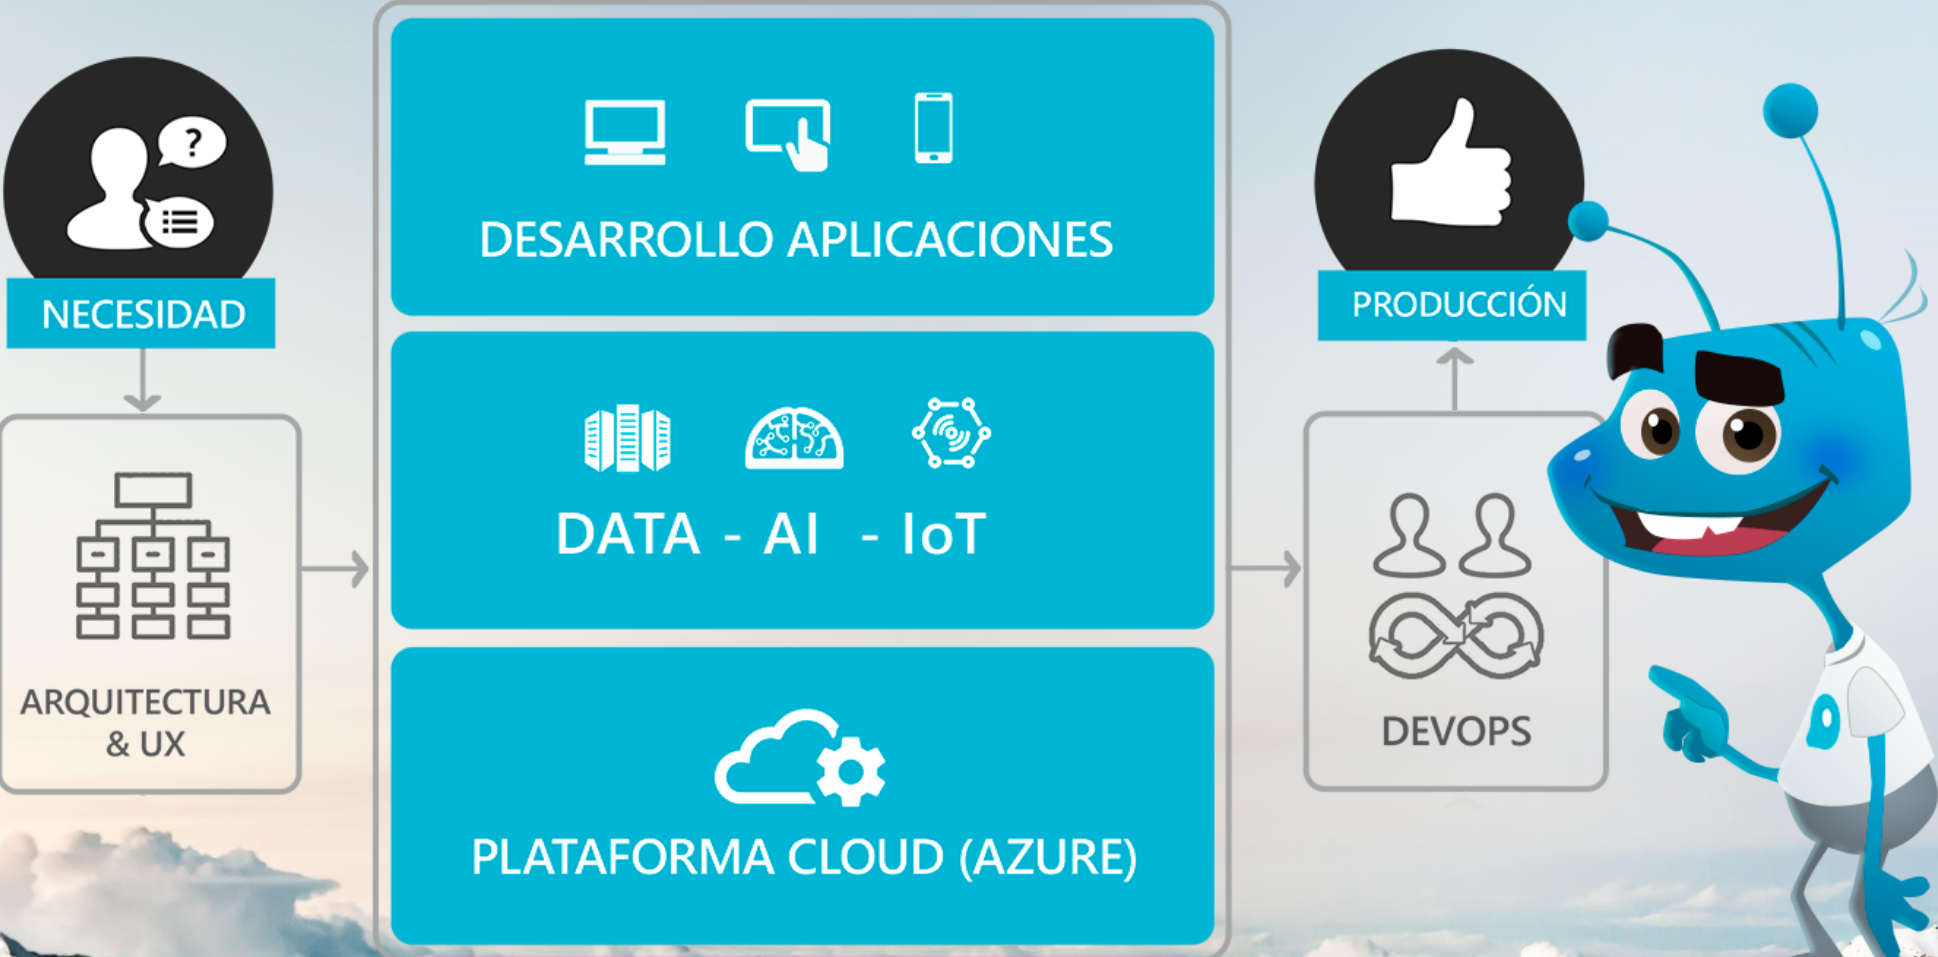 NECESIDAD
ARQUITECTURA
& UX
DESARROLLO APLICACIONES
DATA - AI - IoT
PLATAFORMA CLOUD (AZURE)
PRODUCCIÓN
DEVOPS
?